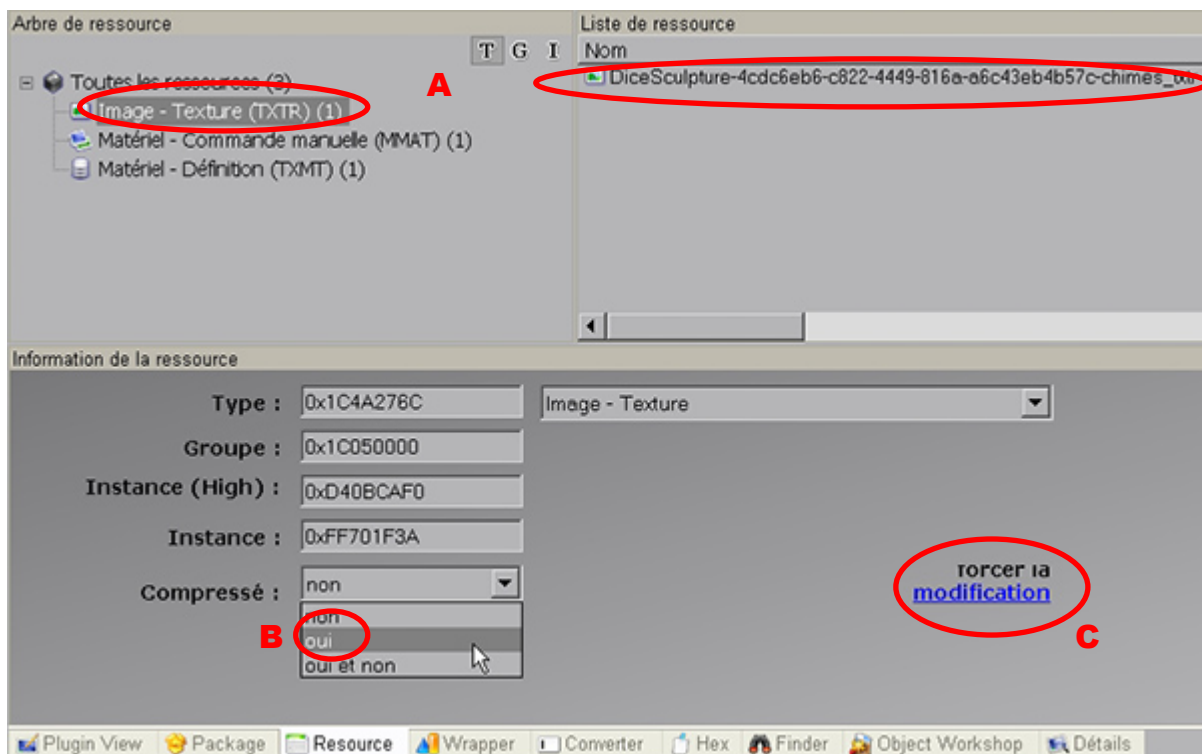 Arbre de ressource
Liste de ressource
T G I
Nom
A
Toutes les ressources (3)
DiceSculpture-4cdc6eb6-c822-4449-816a-a6c43eb4b57c-chimes_txtr
Image - Texture (TXTR) (1)
Matériel - Commande manuelle (MMAT) (1)
Matériel - Définition (TXMT) (1)
Information de la ressource
Type : 0x1C4A276C Image - Texture
Groupe : 0x1C050000
Instance (High) : 0xD40BCAF0
Instance : 0xFF701F3A
Compressé : non
forcer la
modification
non
B oui
C
oui et non
Plugin View Package Resource Wrapper Converter Hex Finder Object Workshop Détails